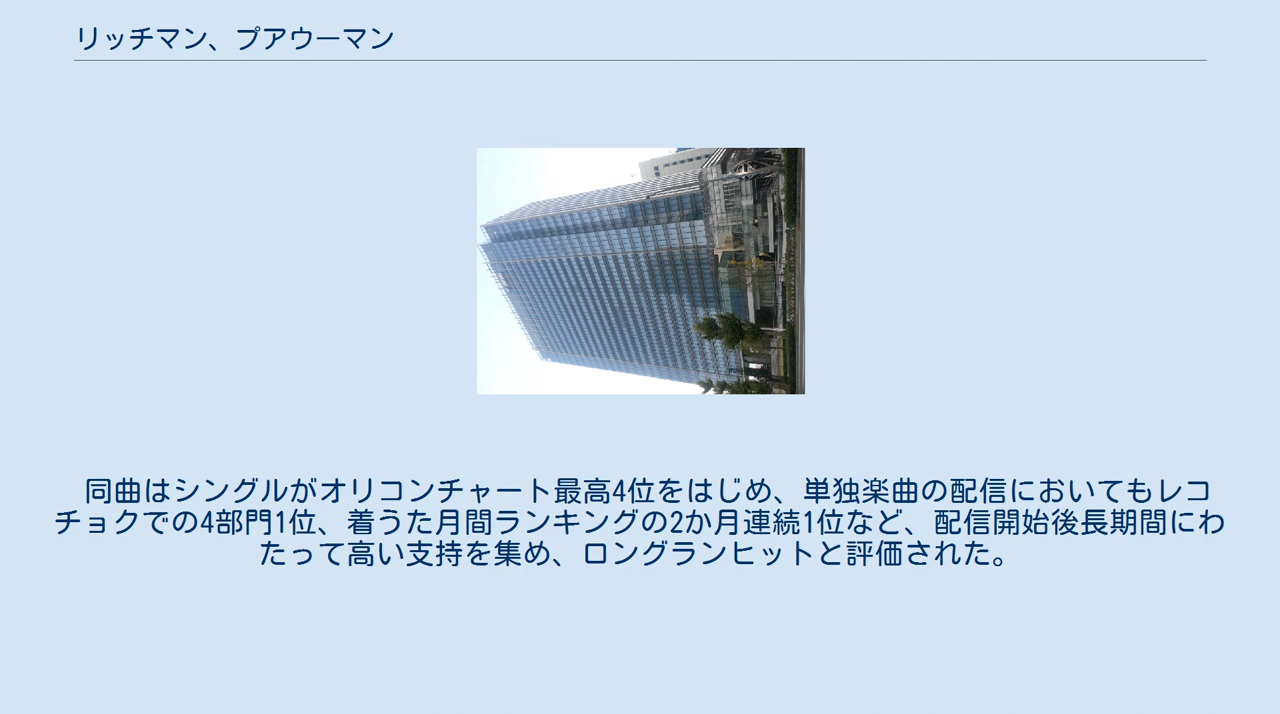 リッチマン、プアウーマン
同曲はシングルがオリコンチャート最高4位をはじめ、単独楽曲の配信においてもレコ
チョクでの4部門1位、着うた月間ランキングの2か月連続1位など、配信開始後長期間にわ
たって高い支持を集め、ロングランヒットと評価された。